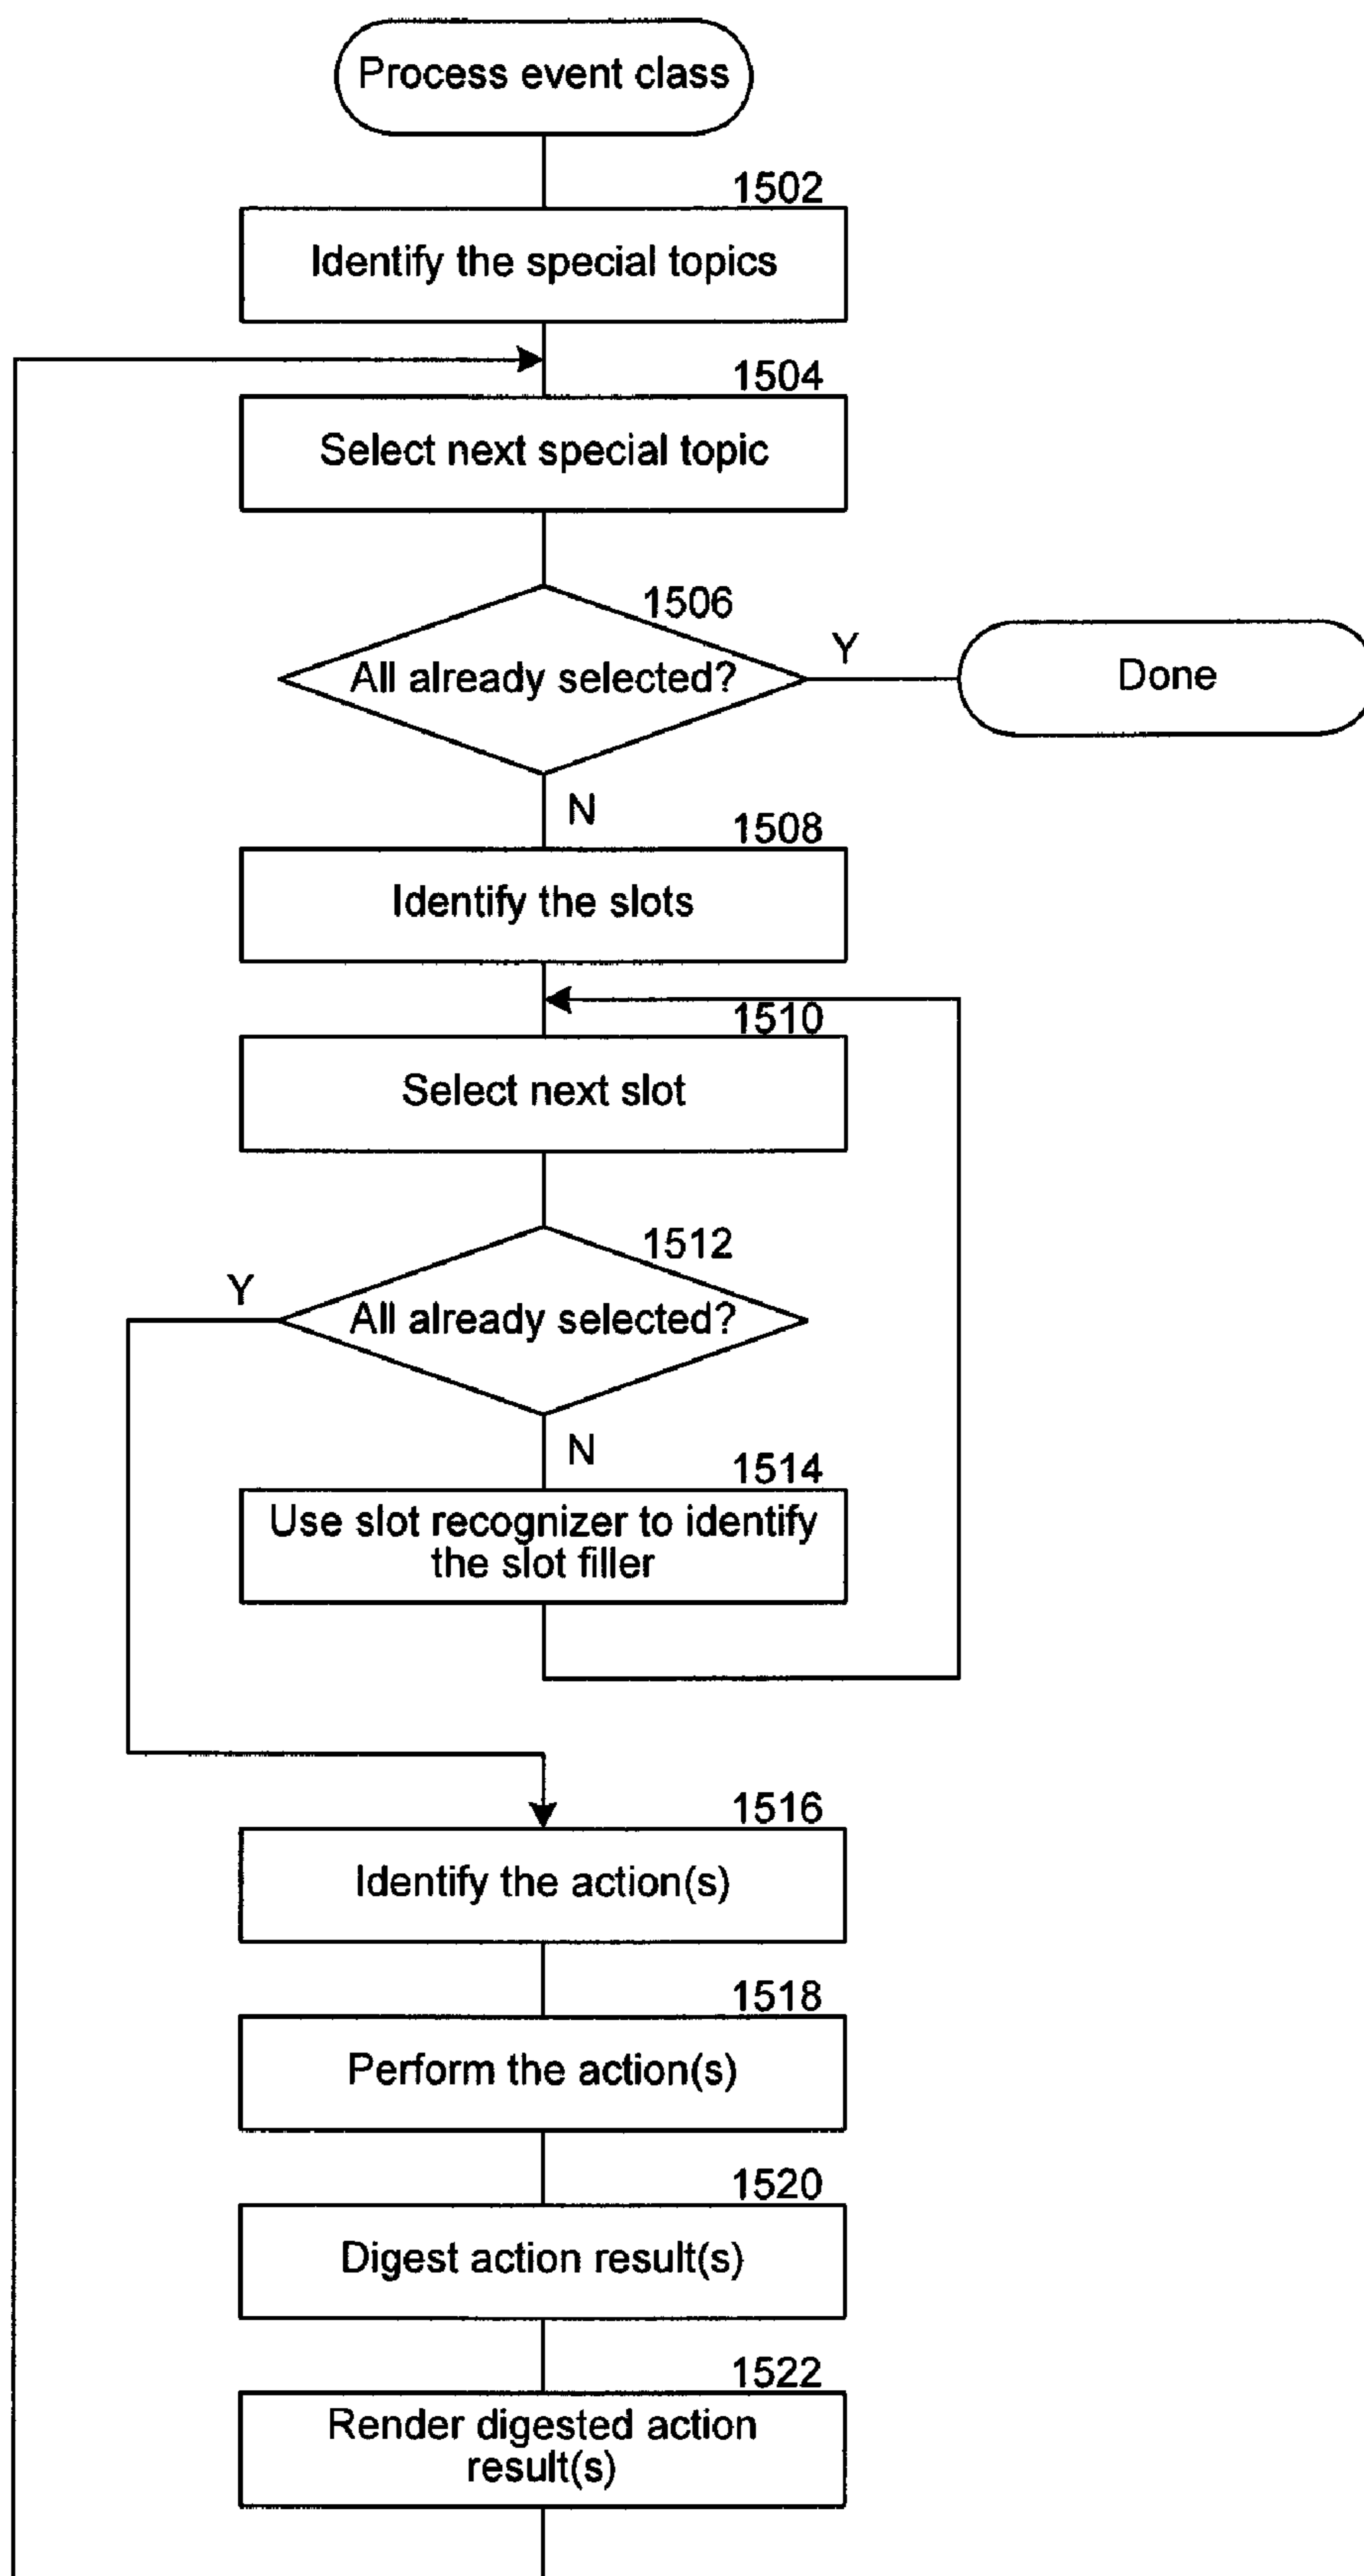 Process event class
1502
Identify the special topics
1504
Select next special topic
1506
All already selected?
Y
Done
N
1508
Identify the slots
1510
Select next slot
1512
Y
All already selected?
N
1514
Use slot recognizer to identify
the slot filler
1516
Identify the action(s)
1518
Perform the action(s)
1520
Digest action result(s)
1522
Render digested action
result(s)